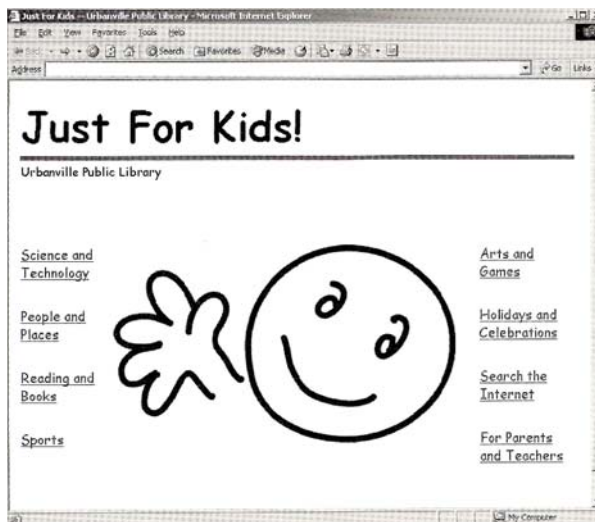 Just For Kids -- Urbanville Public Library - Microsoft Internet Explorer
File Edit View Favorites Tools Help
Search Favorites Media
Address Go Links
Just For Kids!
Urbanville Public Library
Science and
Technology
People and
Places
Reading and
Books
Sports
Arts and
Games
Holidays and
Celebrations
Search the
Internet
For Parents
and Teachers
My Computer